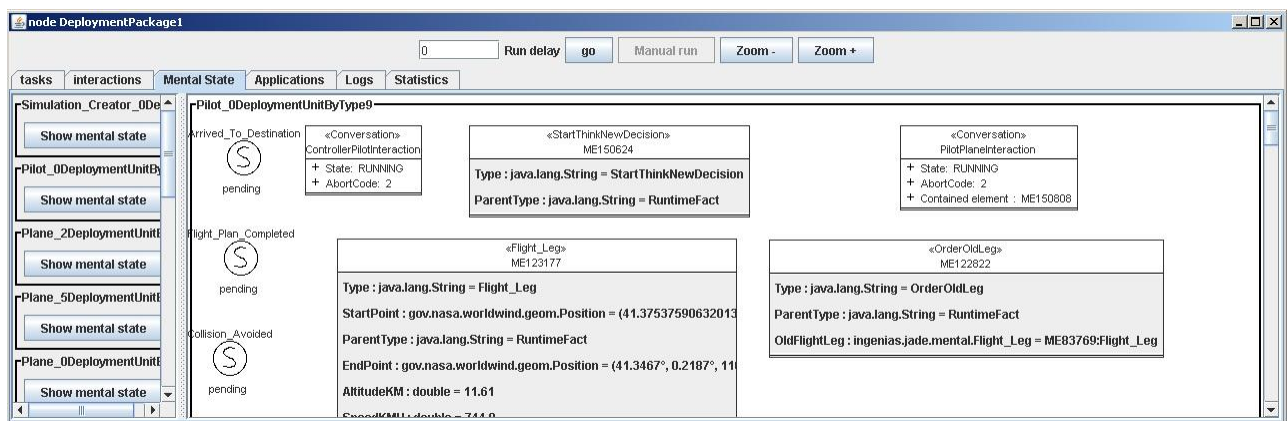 node DeploymentPackage1
0 Run delay go Manual run Zoom - Zoom +
tasks interactions Mental State Applications Logs Statistics
Simulation_Creator_0De
Show mental state
Pilot_0DeploymentUnitBy
Show mental state
Plane_2DeploymentUnitE
Show mental state
Plane_5DeploymentUnitE
Show mental state
Plane_0DeploymentUnitE
Show mental state
Pilot_0DeploymentUnitByType9
Arrived_To_Destination
S
pending
«Conversation»
ControllerPilotInteraction
+ State: RUNNING
+ AbortCode: 2
«StartThinkNewDecision»
ME150624
Type : java.lang.String = StartThinkNewDecision
ParentType : java.lang.String = RuntimeFact
«Conversation»
PilotPlaneInteraction
+ State: RUNNING
+ AbortCode: 2
+ Contained element : ME150808
Flight_Plan_Completed
S
pending
«Flight_Leg»
ME123177
Type : java.lang.String = Flight_Leg
StartPoint : gov.nasa.worldwind.geom.Position = (41.37537590632013
ParentType : java.lang.String = RuntimeFact
EndPoint : gov.nasa.worldwind.geom.Position = (41.3467°, 0.2187°, 11
AltitudeKM : double = 11.61
SpeedKMH : double = 744.0
«OrderOldLeg»
ME122822
Type : java.lang.String = OrderOldLeg
ParentType : java.lang.String = RuntimeFact
OldFlightLeg : ingenias.jade.mental.Flight_Leg = ME83769:Flight_Leg
Collision_Avoided
S
pending